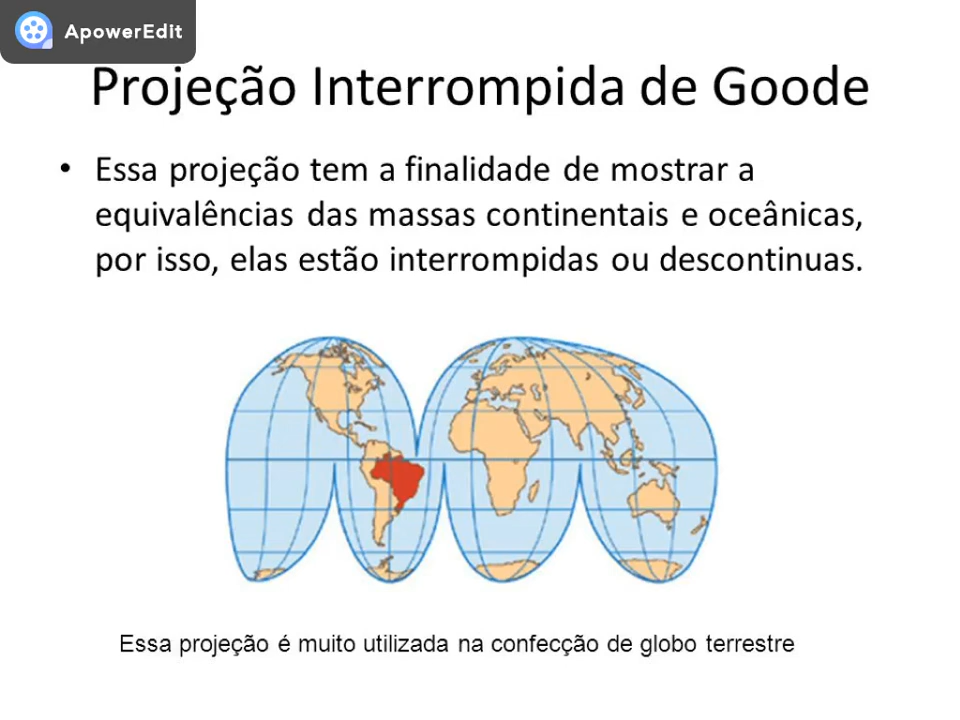 ApowerEdit
Projeção Interrompida de Goode
• Essa projeção tem a finalidade de mostrar a
equivalências das massas continentais e oceânicas,
por isso, elas estão interrompidas ou descontinuas.
Essa projeção é muito utilizada na confecção de globo terrestre